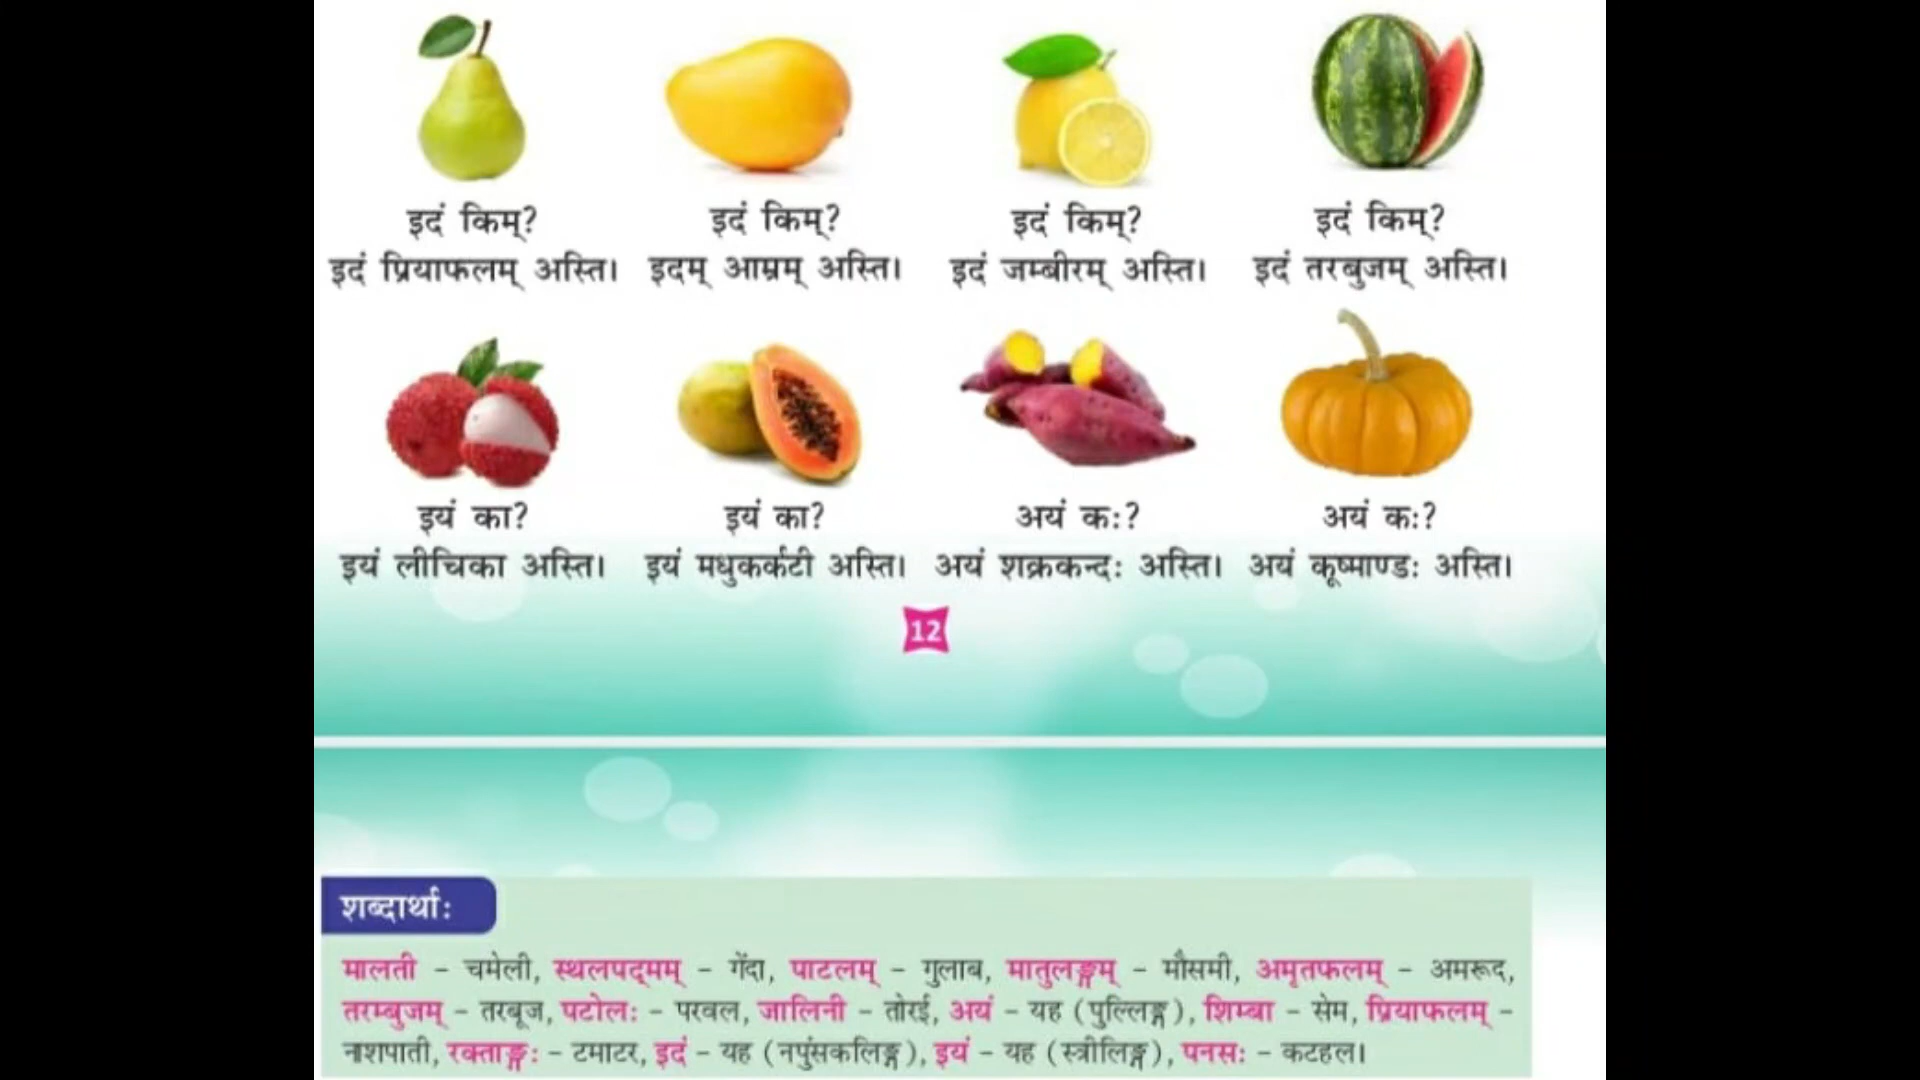 इदं किम्? इदं किम्? इदं किम्? इदं किम्?
इदं प्रियाफलम् अस्ति। इदम् आम्रम् अस्ति। इदं जम्बीरम् अस्ति। इदं तरबुजम् अस्ति।
इयं का? इयं का? अयं कः? अयं कः?
इयं लीचिका अस्ति। इयं मधुकर्कटी अस्ति। अयं शक्रकन्दः अस्ति। अयं कूष्माण्डः अस्ति।
12
शब्दार्थाः
मालती – चमेली, स्थलपद्मम् – गेंदा, पाटलम् – गुलाब, मातुलङ्गम् – मौसमी, अमृतफलम् – अमरूद,
तरम्बुजम् – तरबूज, पटोलः – परवल, जालिनी – तोरई, अयं – यह (पुल्लिङ्ग), शिम्बा – सेम, प्रियाफलम् –
नाशपाती, रक्ताङ्गः – टमाटर, इदं – यह (नपुंसकलिङ्ग), इयं – यह (स्त्रीलिङ्ग), पनसः – कटहल।